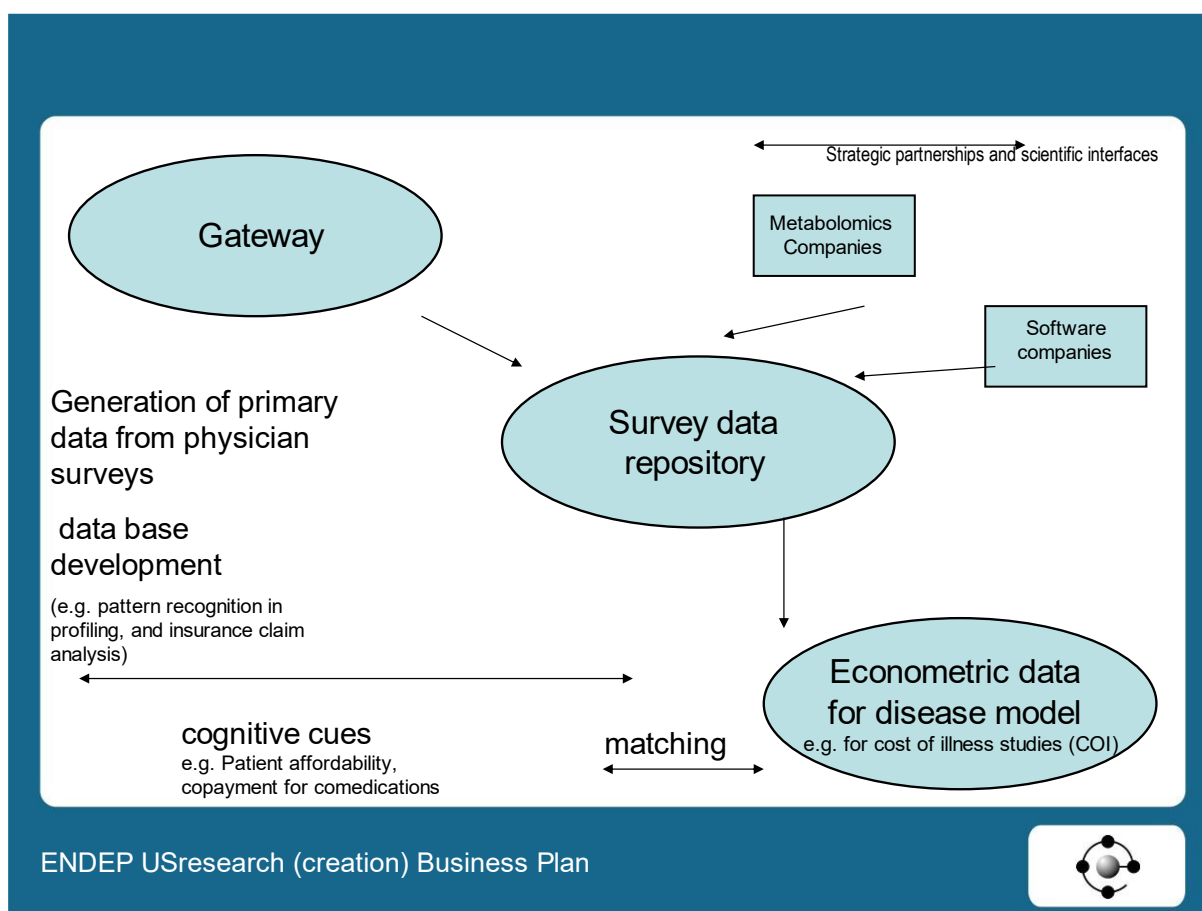 Strategic partnerships and scientific interfaces
Gateway
Metabolomics
Companies
Software
companies
Generation of primary
data from physician
surveys
data base
development
(e.g. pattern recognition in
profiling, and insurance claim
analysis)
Survey data
repository
cognitive cues
e.g. Patient affordability,
copayment for comedications
matching
Econometric data
for disease model
e.g. for cost of illness studies (COI)
ENDEP USresearch (creation) Business Plan